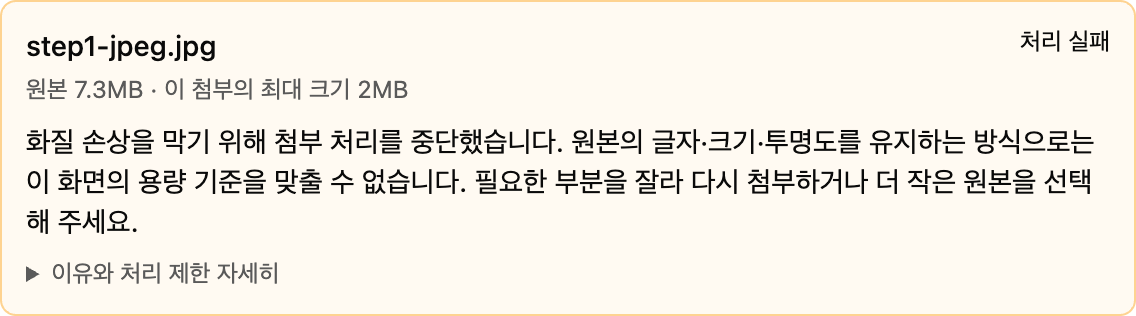 step1-jpeg.jpg
처리 실패
원본 7.3MB · 이 첨부의 최대 크기 2MB
화질 손상을 막기 위해 첨부 처리를 중단했습니다. 원본의 글자·크기·투명도를 유지하는 방식으로는
이 화면의 용량 기준을 맞출 수 없습니다. 필요한 부분을 잘라 다시 첨부하거나 더 작은 원본을 선택
해 주세요.
▶ 이유와 처리 제한 자세히